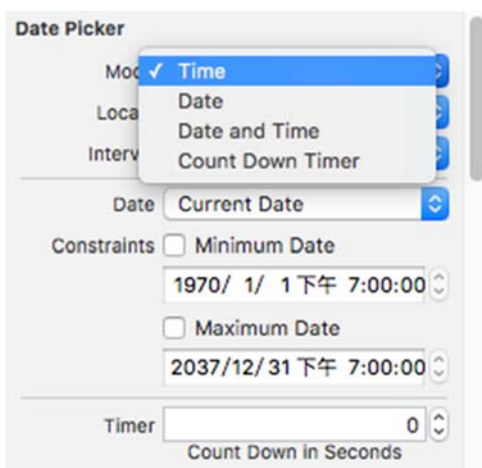 Date Picker
Mod ✓ Time
Loca Date
Date and Time
Interv Count Down Timer
Date Current Date
Constraints Minimum Date
1970/ 1/ 1 下午 7:00:00
Maximum Date
2037/12/31 下午 7:00:00
Timer 0
Count Down in Seconds